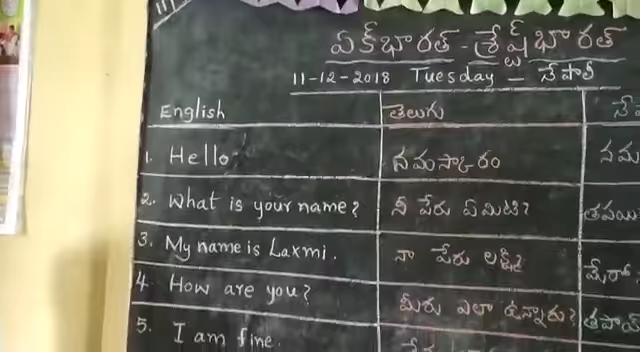 ఏక్ భారత్ - శ్రేష్ట భారత్
11-12-2018 Tuesday – నేపాలీ
English తెలుగు
1. Hello నమస్కారం
2. What is your name? నీ పేరు ఏమిటి?
3. My name is Laxmi. నా పేరు లక్ష్మి
4. How are you? మీరు ఎలా ఉన్నారు?
5. I am fine.